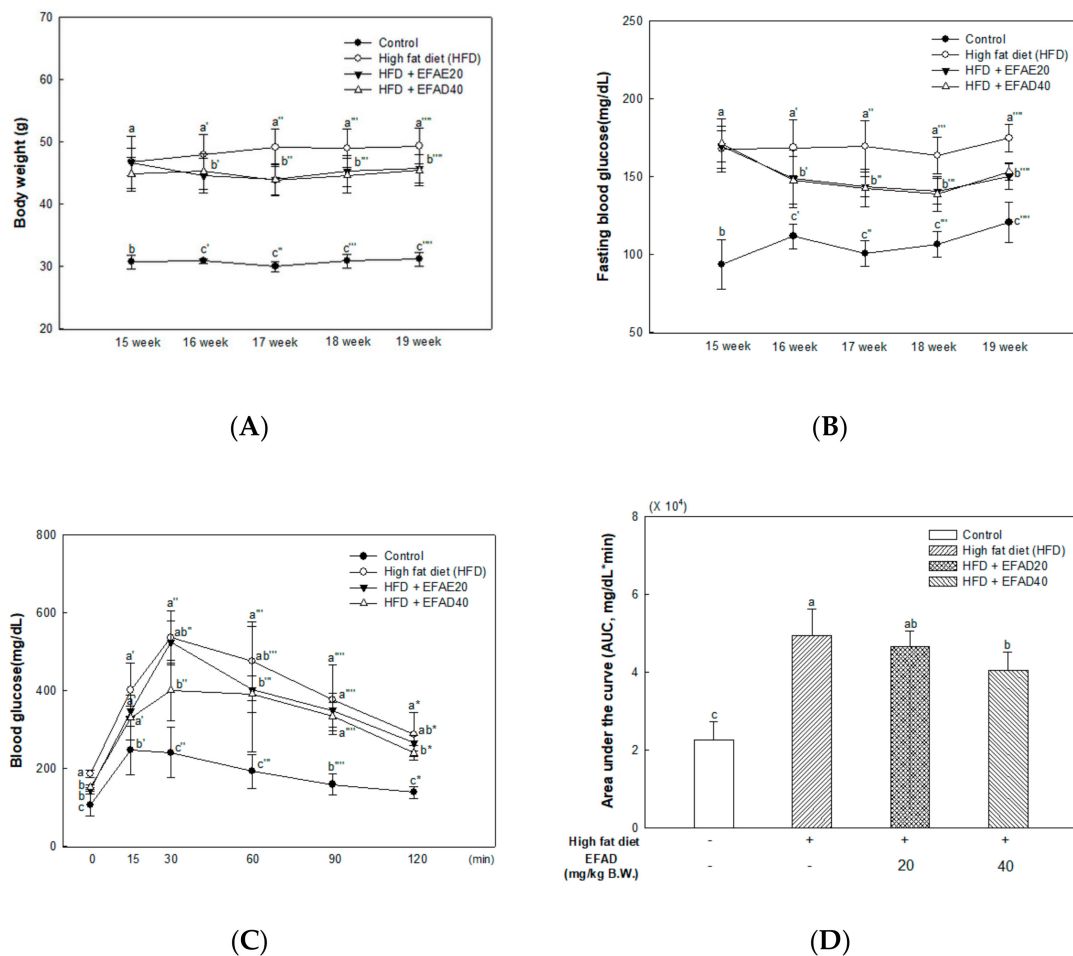 70
60
50
40
30
20
Body weight (g)
Control
High fat diet (HFD)
HFD + EFAE20
HFD + EFAD40
a
a'
a''
a'''
a''''
b'
b''
b'''
b''''
b
c'
c''
c'''
c''''
15 week
16 week
17 week
18 week
19 week
(A)
250
200
150
100
50
Fasting blood glucose(mg/dL)
Control
High fat diet (HFD)
HFD + EFAE20
HFD + EFAD40
a
a'
a''
a'''
a''''
b'
b''
b'''
b''''
b
c'
c''
c'''
c''''
15 week
16 week
17 week
18 week
19 week
(B)
800
600
400
200
0
Blood glucose(mg/dL)
Control
High fat diet (HFD)
HFD + EFAE20
HFD + EFAD40
a
b
b
c
a'
a'
a'
b'
a''
ab''
b''
c''
a'''
ab'''
b'''
c'''
a''''
a''''
a''''
b''''
a*
ab*
b*
c*
0
15
30
60
90
120
(min)
(C)
(X 10⁴)
8
6
4
2
0
Area under the curve (AUC, mg/dL*min)
Control
High fat diet (HFD)
HFD + EFAD20
HFD + EFAD40
c
a
ab
b
High fat diet - + + +
EFAD
(mg/kg B.W.) - - 20 40
(D)